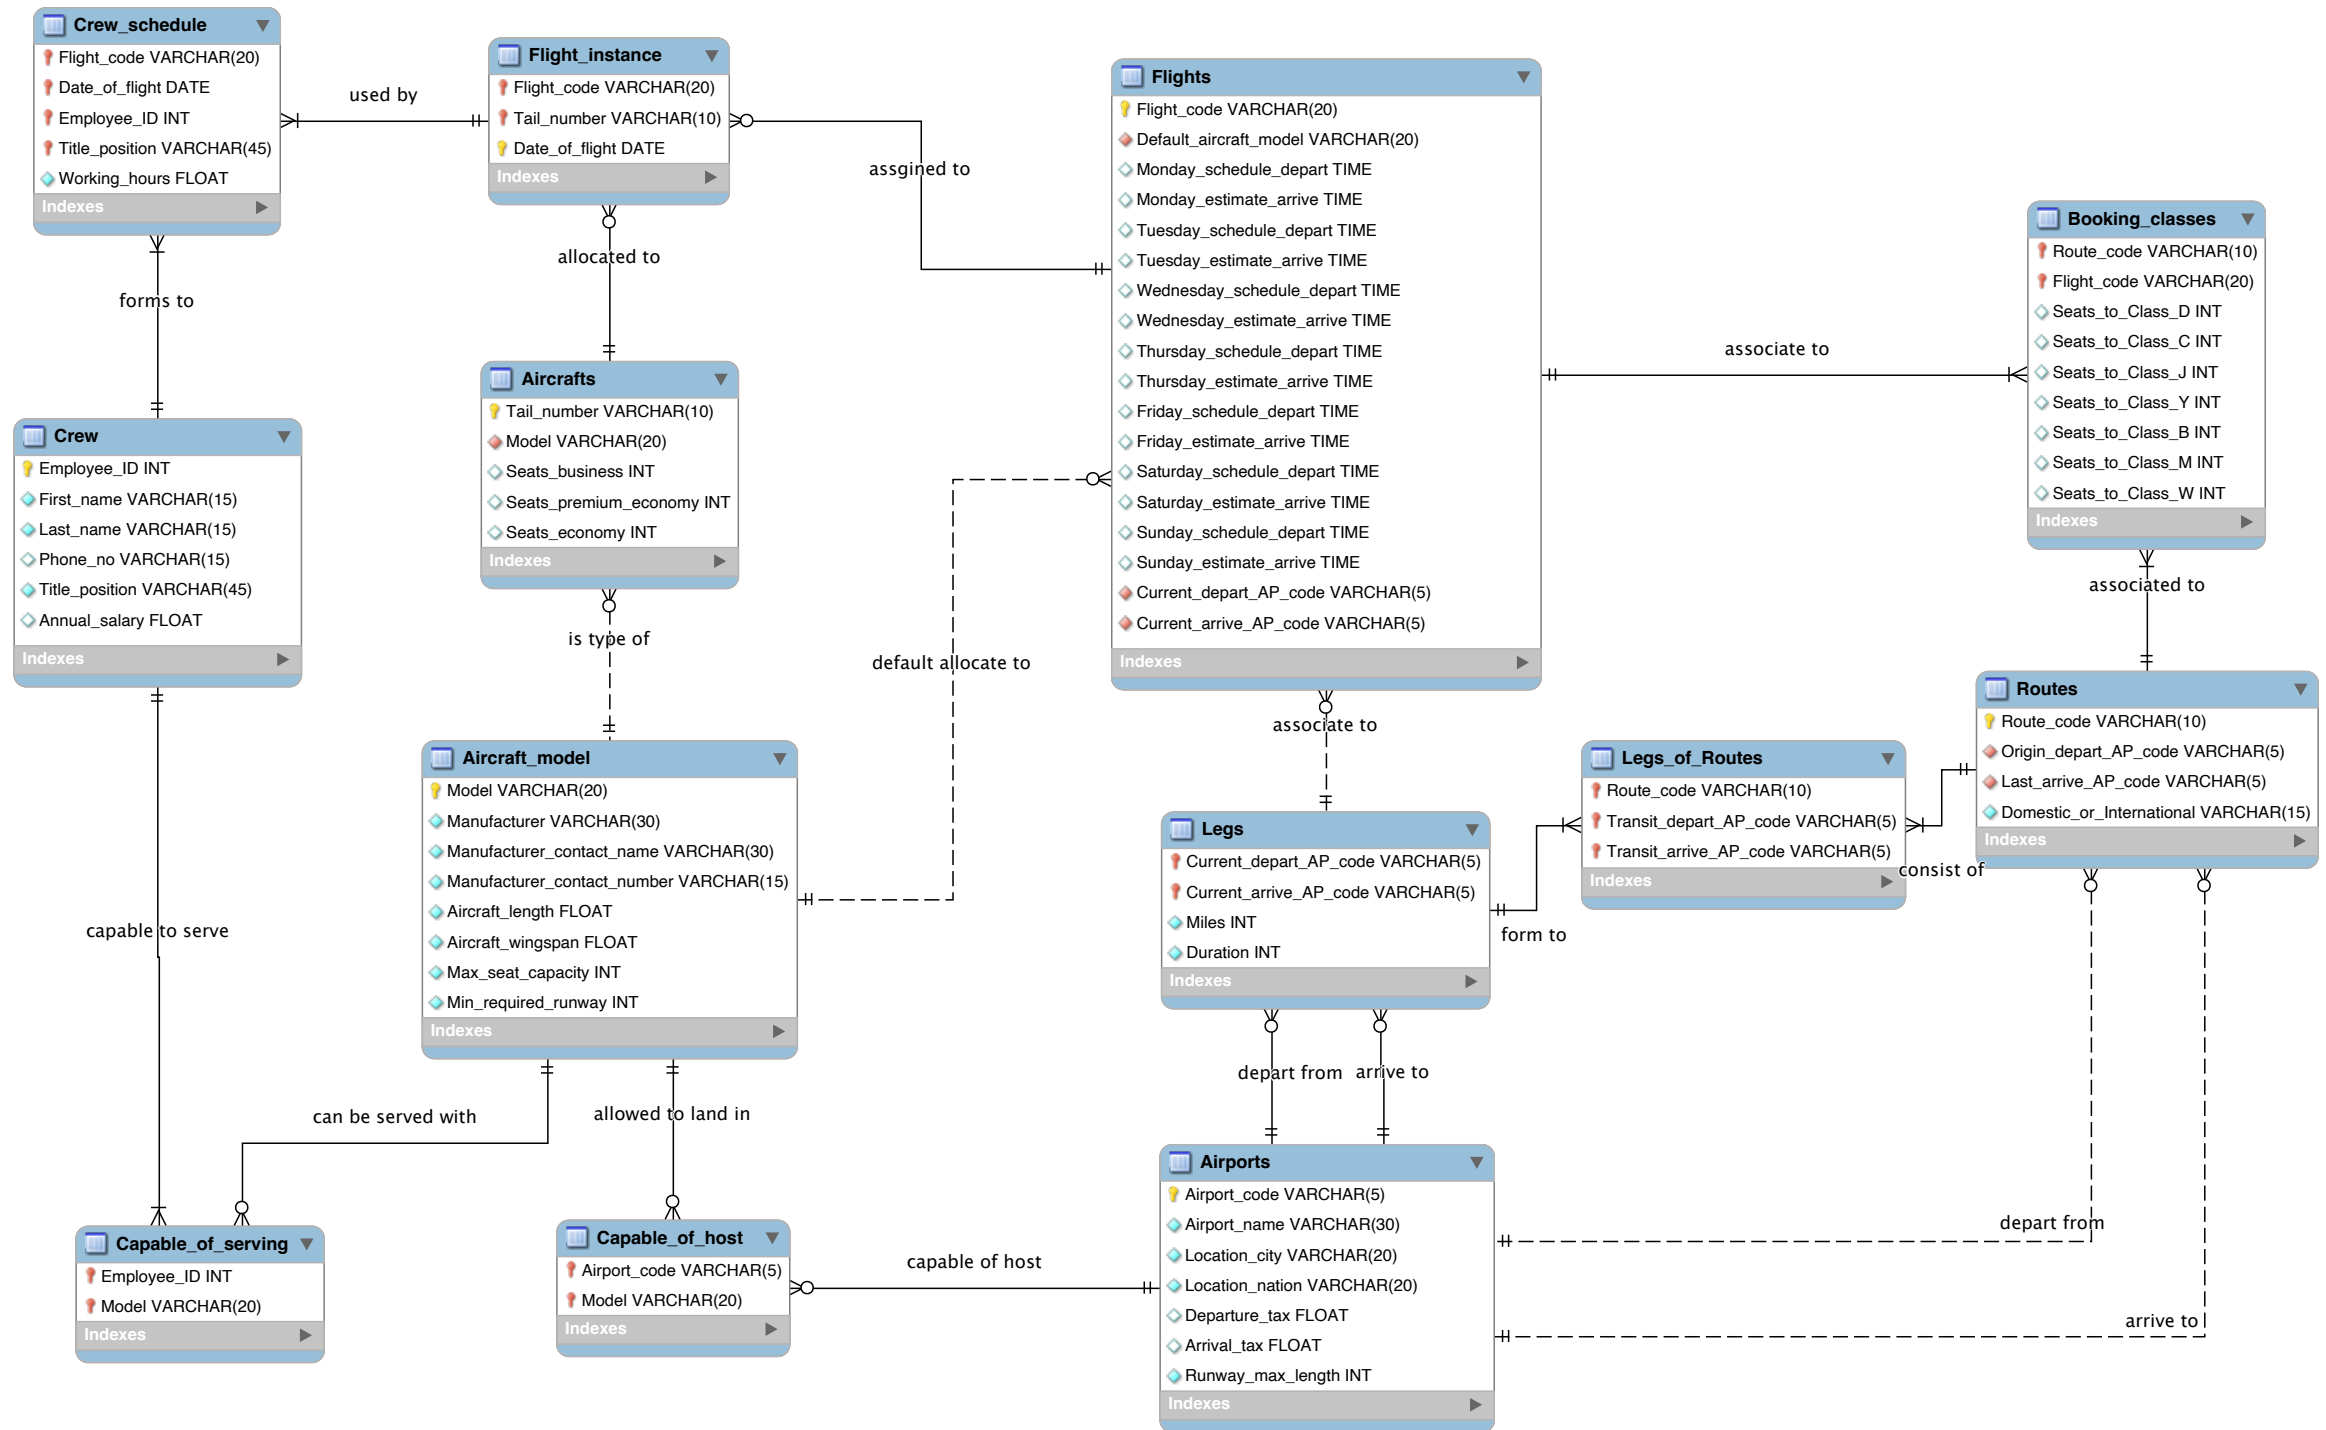 Crew_schedule
Flight_code VARCHAR(20)
Date_of_flight DATE
Employee_ID INT
Title_position VARCHAR(45)
Working_hours FLOAT
Indexes
used by
Flight_instance
Flight_code VARCHAR(20)
Tail_number VARCHAR(10)
Date_of_flight DATE
Indexes
assgined to
allocated to
forms to
Flights
Flight_code VARCHAR(20)
Default_aircraft_model VARCHAR(20)
Monday_schedule_depart TIME
Monday_estimate_arrive TIME
Tuesday_schedule_depart TIME
Tuesday_estimate_arrive TIME
Wednesday_schedule_depart TIME
Wednesday_estimate_arrive TIME
Thursday_schedule_depart TIME
Thursday_estimate_arrive TIME
Friday_schedule_depart TIME
Friday_estimate_arrive TIME
Saturday_schedule_depart TIME
Saturday_estimate_arrive TIME
Sunday_schedule_depart TIME
Sunday_estimate_arrive TIME
Current_depart_AP_code VARCHAR(5)
Current_arrive_AP_code VARCHAR(5)
Indexes
associate to
Booking_classes
Route_code VARCHAR(10)
Flight_code VARCHAR(20)
Seats_to_Class_D INT
Seats_to_Class_C INT
Seats_to_Class_J INT
Seats_to_Class_Y INT
Seats_to_Class_B INT
Seats_to_Class_M INT
Seats_to_Class_W INT
Indexes
associated to
Crew
Employee_ID INT
First_name VARCHAR(15)
Last_name VARCHAR(15)
Phone_no VARCHAR(15)
Title_position VARCHAR(45)
Annual_salary FLOAT
Indexes
Aircrafts
Tail_number VARCHAR(10)
Model VARCHAR(20)
Seats_business INT
Seats_premium_economy INT
Seats_economy INT
Indexes
is type of
default allocate to
associate to
Aircraft_model
Model VARCHAR(20)
Manufacturer VARCHAR(30)
Manufacturer_contact_name VARCHAR(30)
Manufacturer_contact_number VARCHAR(15)
Aircraft_length FLOAT
Aircraft_wingspan FLOAT
Max_seat_capacity INT
Min_required_runway INT
Indexes
Legs
Current_depart_AP_code VARCHAR(5)
Current_arrive_AP_code VARCHAR(5)
Miles INT
Duration INT
Indexes
form to
Legs_of_Routes
Route_code VARCHAR(10)
Transit_depart_AP_code VARCHAR(5)
Transit_arrive_AP_code VARCHAR(5)
Indexes
consist of
Routes
Route_code VARCHAR(10)
Origin_depart_AP_code VARCHAR(5)
Last_arrive_AP_code VARCHAR(5)
Domestic_or_International VARCHAR(15)
Indexes
capable to serve
can be served with
allowed to land in
depart from
arrive to
Capable_of_serving
Employee_ID INT
Model VARCHAR(20)
Indexes
Capable_of_host
Airport_code VARCHAR(5)
Model VARCHAR(20)
Indexes
capable of host
Airports
Airport_code VARCHAR(5)
Airport_name VARCHAR(30)
Location_city VARCHAR(20)
Location_nation VARCHAR(20)
Departure_tax FLOAT
Arrival_tax FLOAT
Runway_max_length INT
Indexes
depart from
arrive to